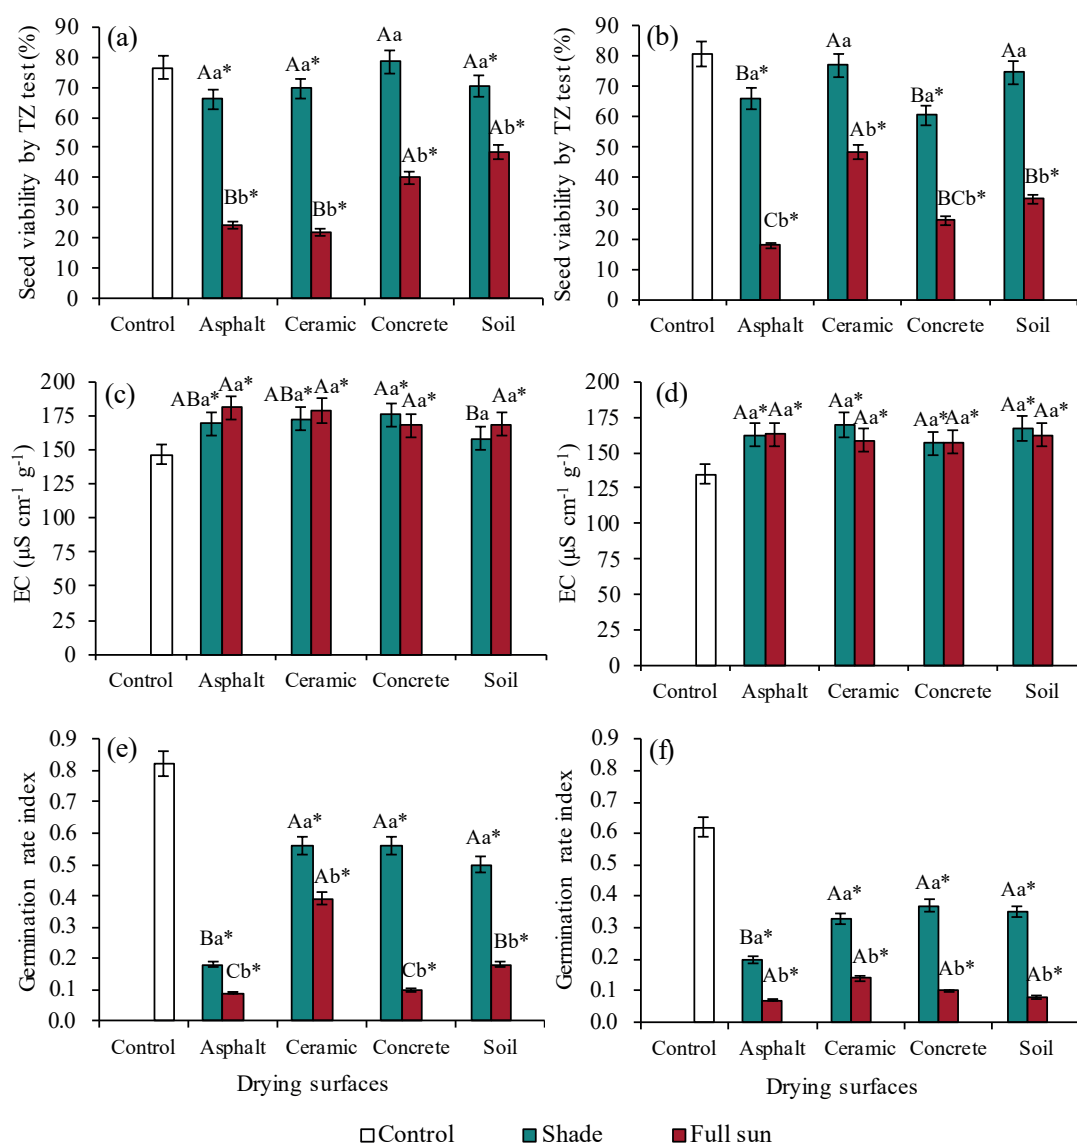 (a)
Seed viability by TZ test (%)
90
80
70
60
50
40
30
20
10
0
Aa*
Bb*
Aa*
Bb*
Aa
Ab*
Aa*
Ab*
Control Asphalt Ceramic Concrete Soil
(b)
Seed viability by TZ test (%)
90
80
70
60
50
40
30
20
10
0
Ba*
Cb*
Aa
Ab*
Ba*
BCb*
Aa
Bb*
Control Asphalt Ceramic Concrete Soil
(c)
EC (µS cm-1 g-1)
200
175
150
125
100
75
50
25
0
ABa*
Aa*
ABa*
Aa*
Aa*
Aa*
Ba
Aa*
Control Asphalt Ceramic Concrete Soil
(d)
EC (µS cm-1 g-1)
200
175
150
125
100
75
50
25
0
Aa*
Aa*
Aa*
Aa*
Aa*
Aa*
Aa*
Aa*
Control Asphalt Ceramic Concrete Soil
(e)
Germination rate index
0.9
0.8
0.7
0.6
0.5
0.4
0.3
0.2
0.1
0.0
Ba*
Cb*
Aa*
Ab*
Aa*
Cb*
Aa*
Bb*
Control Asphalt Ceramic Concrete Soil
Drying surfaces
(f)
Germination rate index
0.9
0.8
0.7
0.6
0.5
0.4
0.3
0.2
0.1
0.0
Ba*
Ab*
Aa*
Ab*
Aa*
Ab*
Aa*
Ab*
Control Asphalt Ceramic Concrete Soil
Drying surfaces
Control Shade Full sun